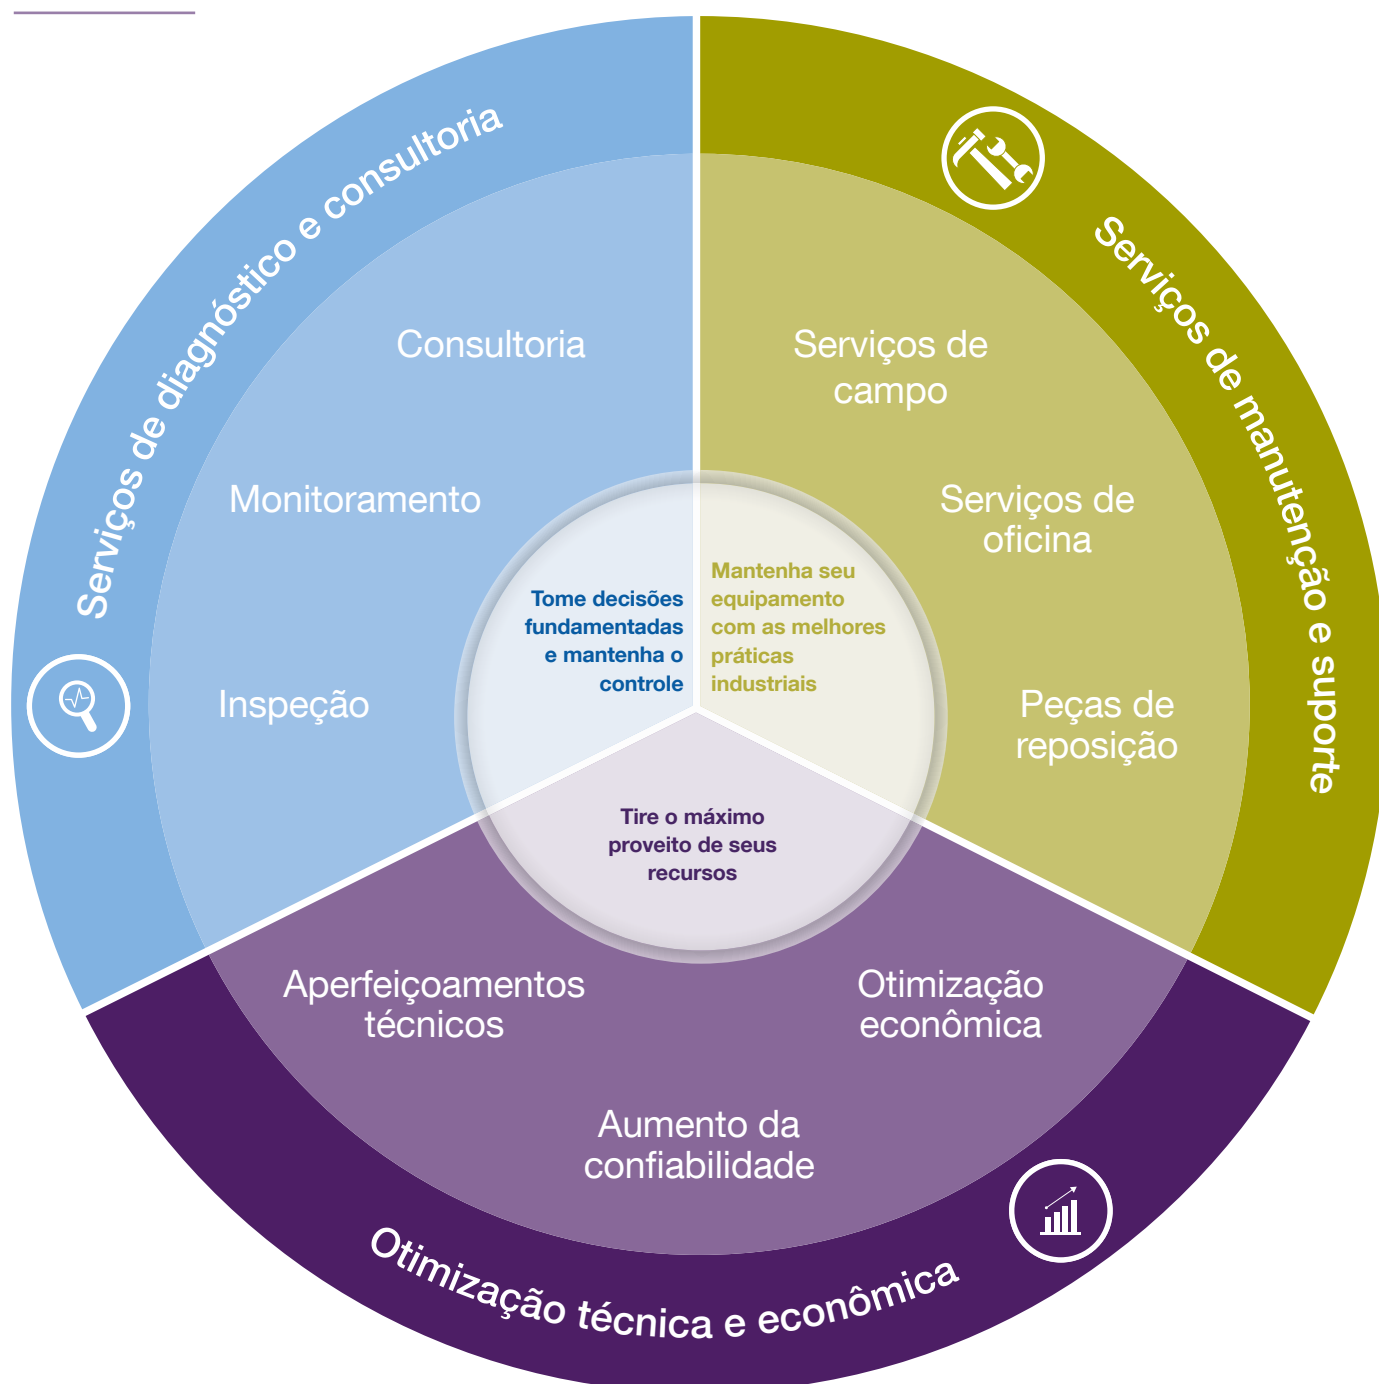 Serviços de diagnóstico e consultoria
Consultoria
Monitoramento
Inspeção
Tome decisões
fundamentadas
e mantenha o
controle
Serviços de manutenção e suporte
Serviços de
campo
Serviços de
oficina
Peças de
reposição
Mantenha seu
equipamento
com as melhores
práticas
industriais
Tire o máximo
proveito de seus
recursos
Aperfeiçoamentos
técnicos
Otimização
econômica
Aumento da
confiabilidade
Otimização técnica e econômica